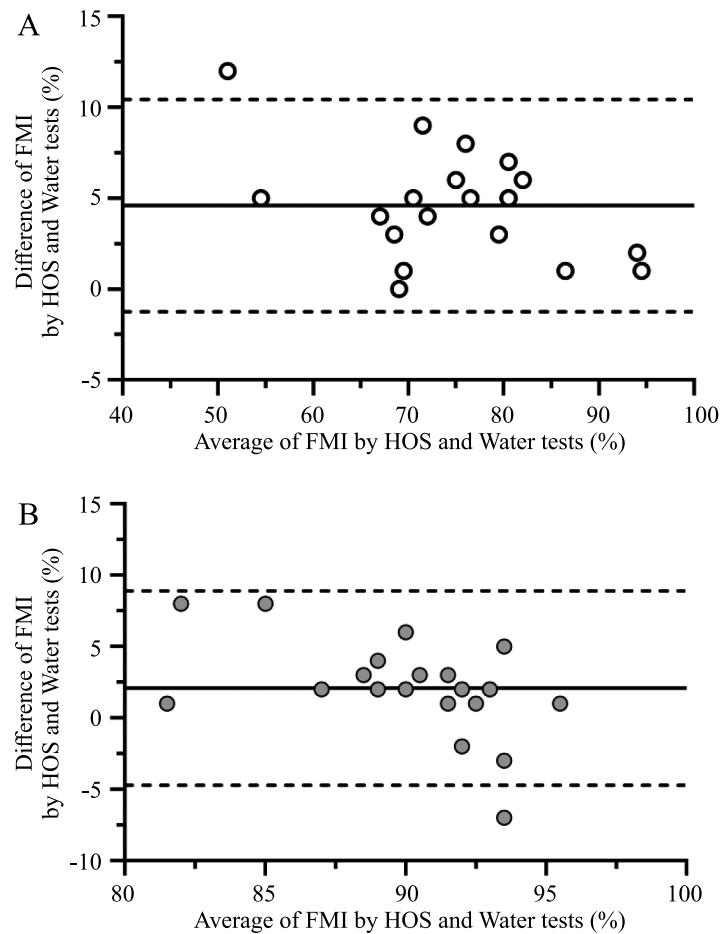 A
15
10
5
0
-5
Difference of FMI
by HOS and Water tests (%)
40 50 60 70 80 90 100
Average of FMI by HOS and Water tests (%)
B
15
10
5
0
-5
-10
Difference of FMI
by HOS and Water tests (%)
80 85 90 95 100
Average of FMI by HOS and Water tests (%)